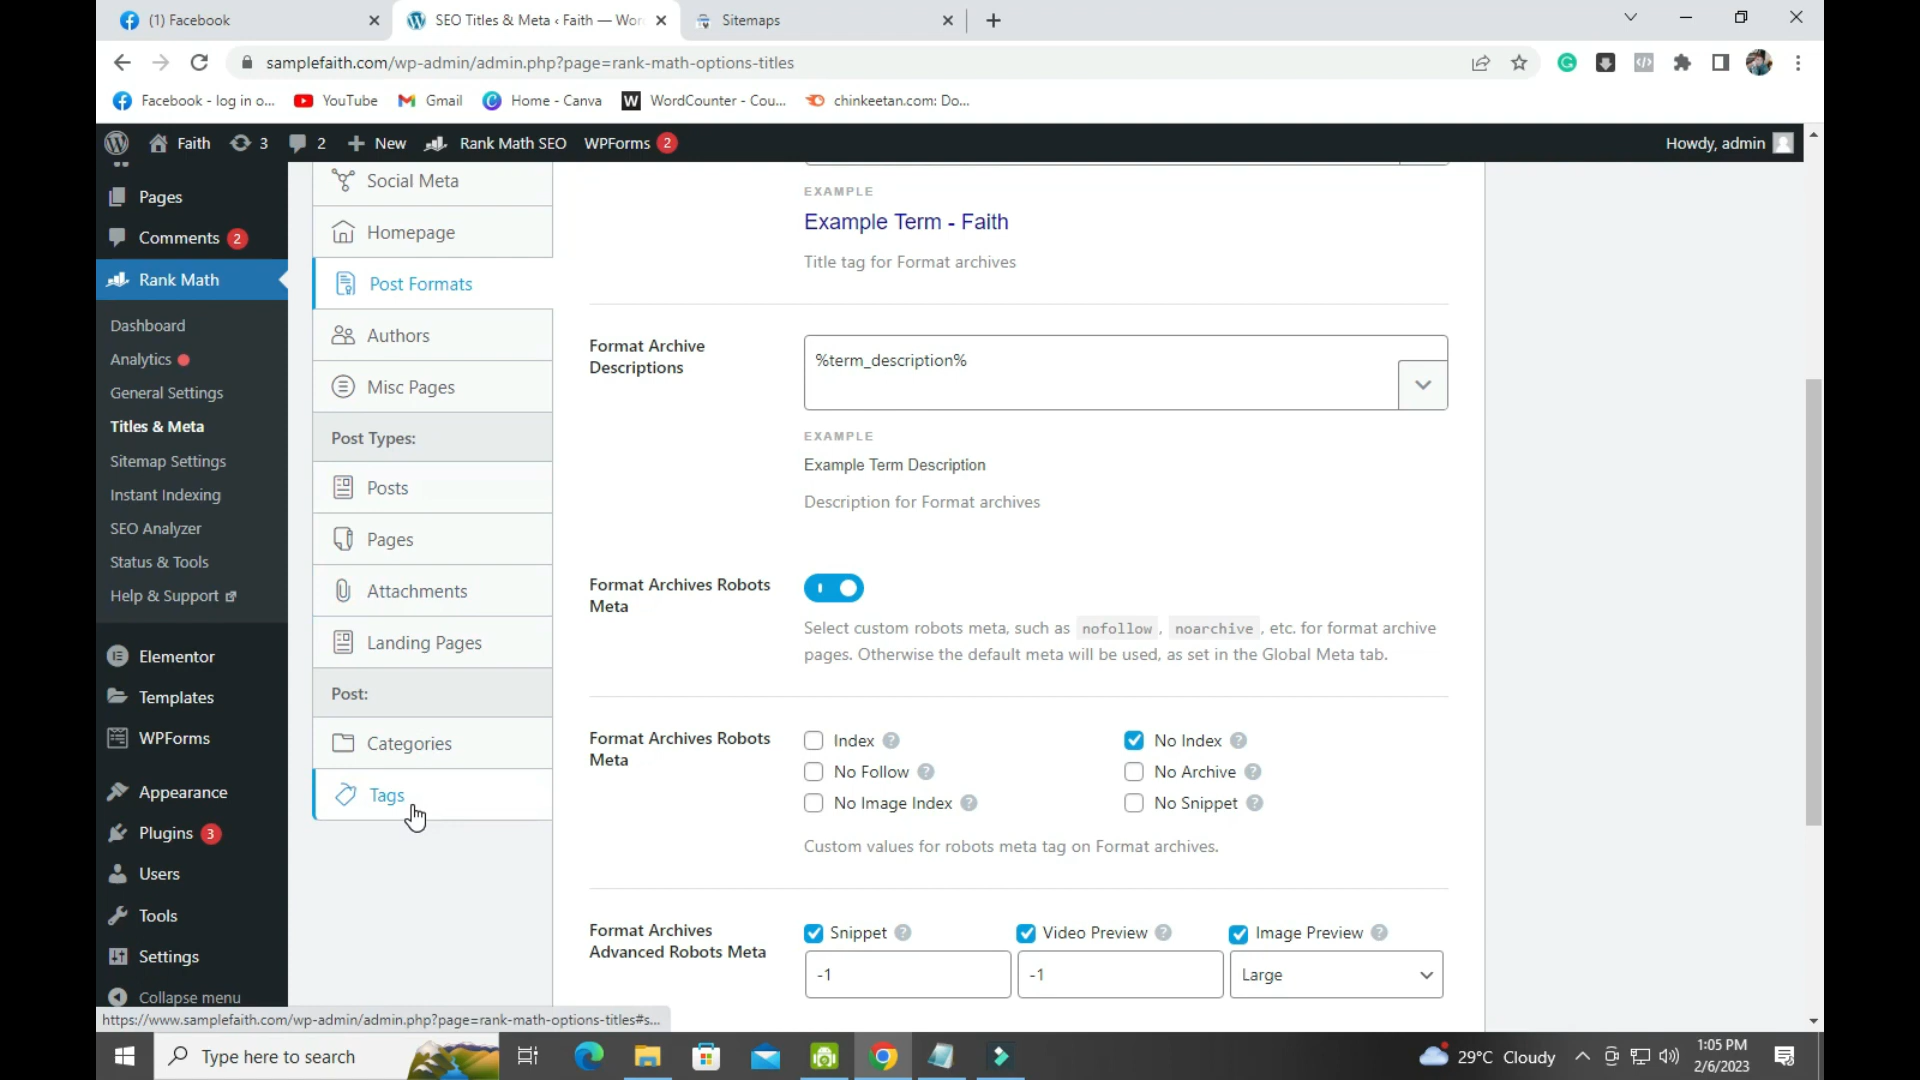 (1) Facebook
SEO Titles & Meta ‹ Faith — Wor
Sitemaps
samplefaith.com/wp-admin/admin.php?page=rank-math-options-titles
Facebook - log in o...
YouTube
Gmail
Home - Canva
WordCounter - Cou...
chinkeetan.com: Do...
Faith
3
2
New
Rank Math SEO
WPForms 2
Howdy, admin
Pages
Comments 2
Rank Math
Dashboard
Analytics
General Settings
Titles & Meta
Sitemap Settings
Instant Indexing
SEO Analyzer
Status & Tools
Help & Support
Elementor
Templates
WPForms
Appearance
Plugins 3
Users
Tools
Settings
Collapse menu
Social Meta
Homepage
Post Formats
Authors
Misc Pages
Post Types:
Posts
Pages
Attachments
Landing Pages
Post:
Categories
Tags
EXAMPLE
Example Term - Faith
Title tag for Format archives
Format Archive
Descriptions
%term_description%
EXAMPLE
Example Term Description
Description for Format archives
Format Archives Robots
Meta
Select custom robots meta, such as nofollow, noarchive, etc. for format archive
pages. Otherwise the default meta will be used, as set in the Global Meta tab.
Format Archives Robots
Meta
Index
No Index
No Follow
No Archive
No Image Index
No Snippet
Custom values for robots meta tag on Format archives.
Format Archives
Advanced Robots Meta
Snippet
Video Preview
Image Preview
-1
-1
Large
https://www.samplefaith.com/wp-admin/admin.php?page=rank-math-options-titles#s...
Type here to search
29°C Cloudy
1:05 PM
2/6/2023